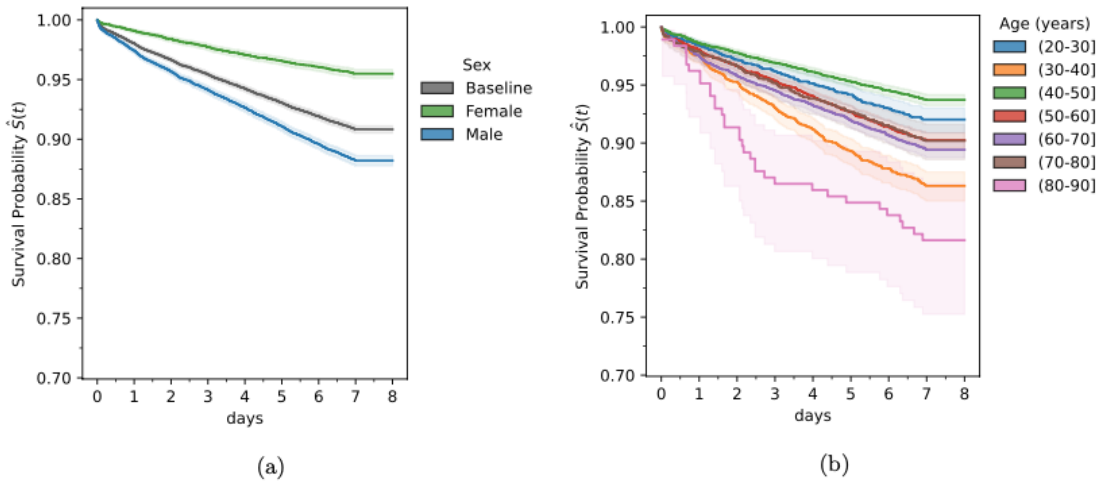 Survival Probability Ŝ(t)
1.00
0.95
0.90
0.85
0.80
0.75
0.70
0 1 2 3 4 5 6 7 8
days
Sex
Baseline
Female
Male
(a)
Survival Probability Ŝ(t)
1.00
0.95
0.90
0.85
0.80
0.75
0.70
0 1 2 3 4 5 6 7 8
days
Age (years)
(20-30]
(30-40]
(40-50]
(50-60]
(60-70]
(70-80]
(80-90]
(b)